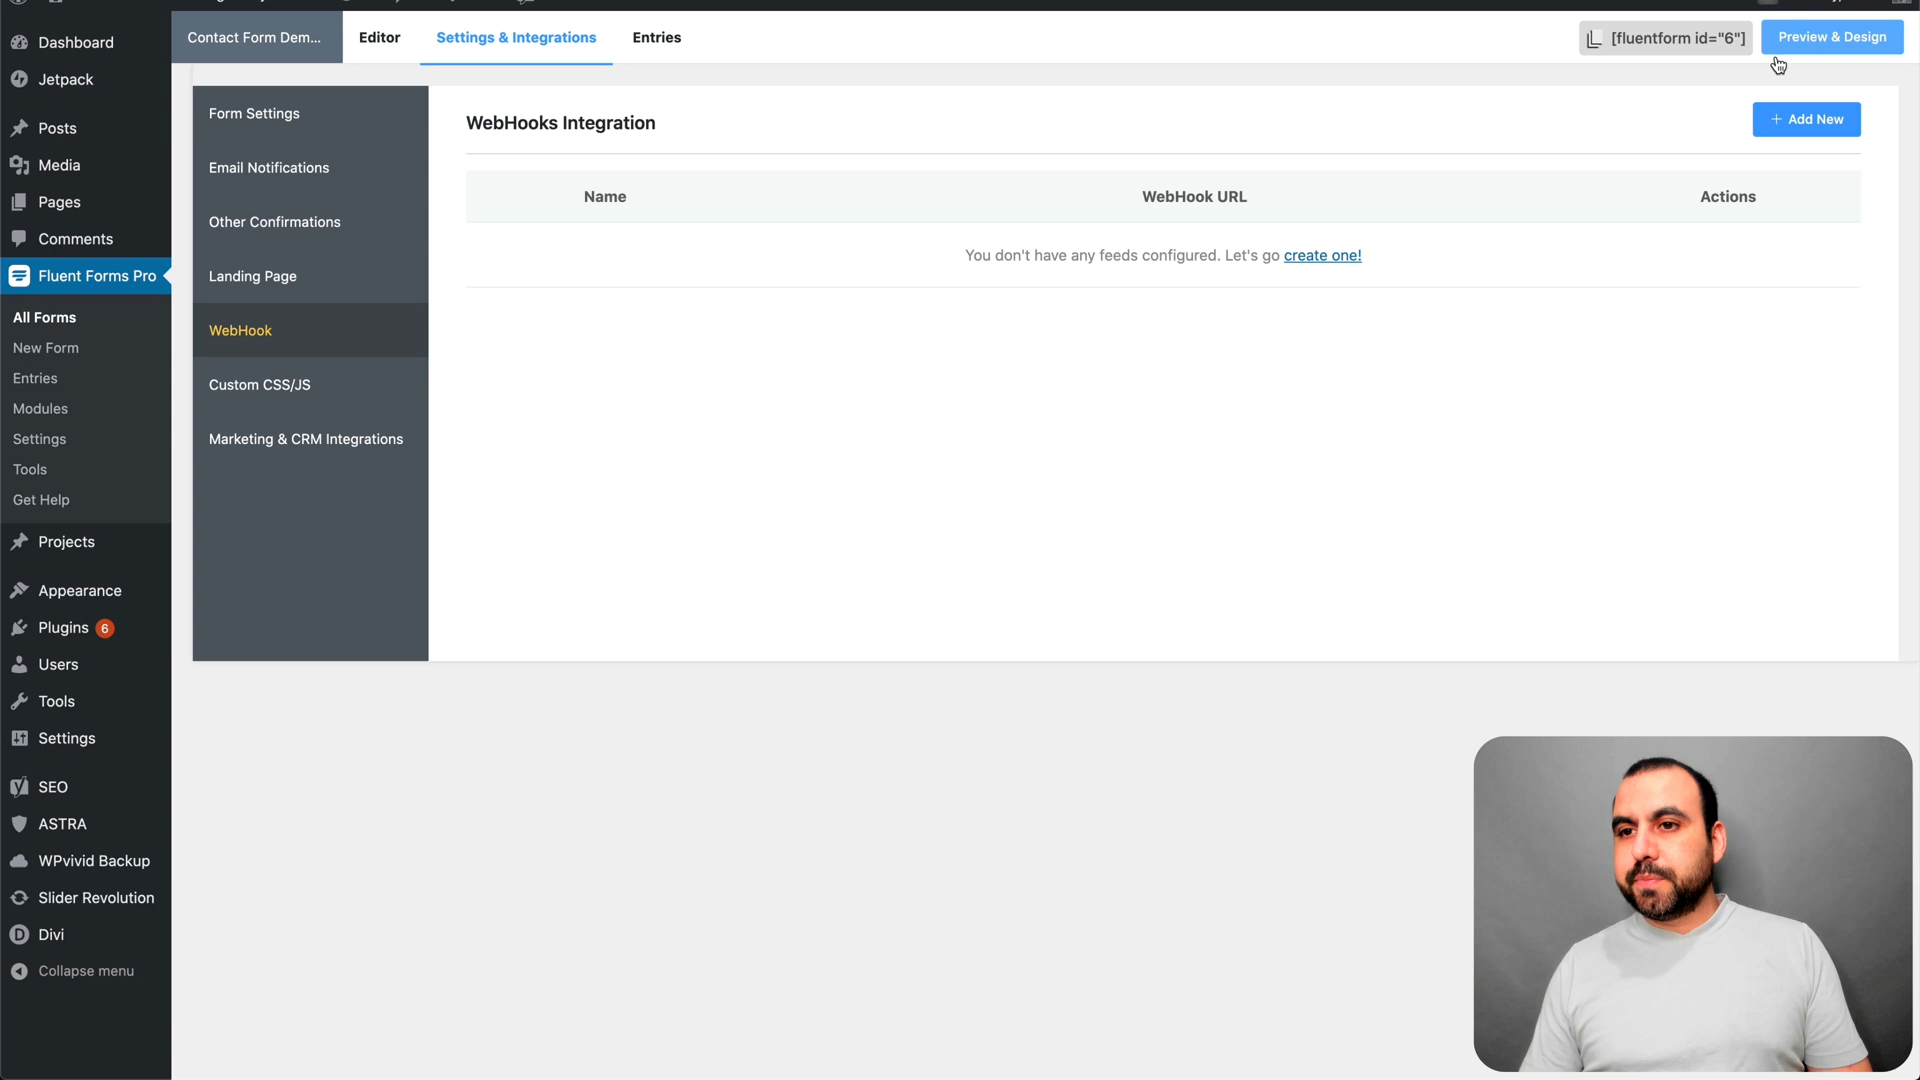 Dashboard
Jetpack
Posts
Media
Pages
Comments
Fluent Forms Pro
All Forms
New Form
Entries
Modules
Settings
Tools
Get Help
Projects
Appearance
Plugins 6
Users
Tools
Settings
SEO
ASTRA
WPvivid Backup
Slider Revolution
Divi
Collapse menu
Contact Form Dem... Editor Settings & Integrations Entries [fluentform id="6"] Preview & Design
Form Settings
Email Notifications
Other Confirmations
Landing Page
WebHook
Custom CSS/JS
Marketing & CRM Integrations
WebHooks Integration + Add New
Name WebHook URL Actions
You don't have any feeds configured. Let's go create one!